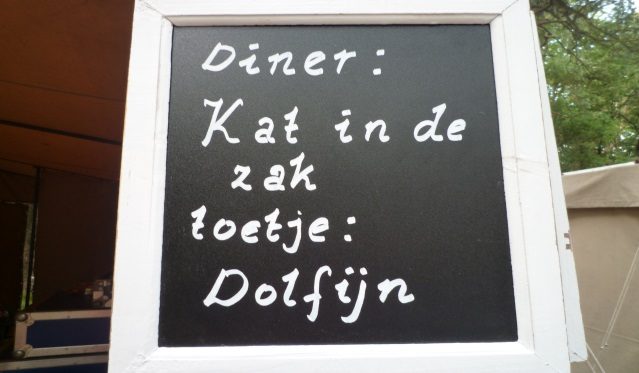 Diner:
Kat in de
zak
toetje:
Dolfijn